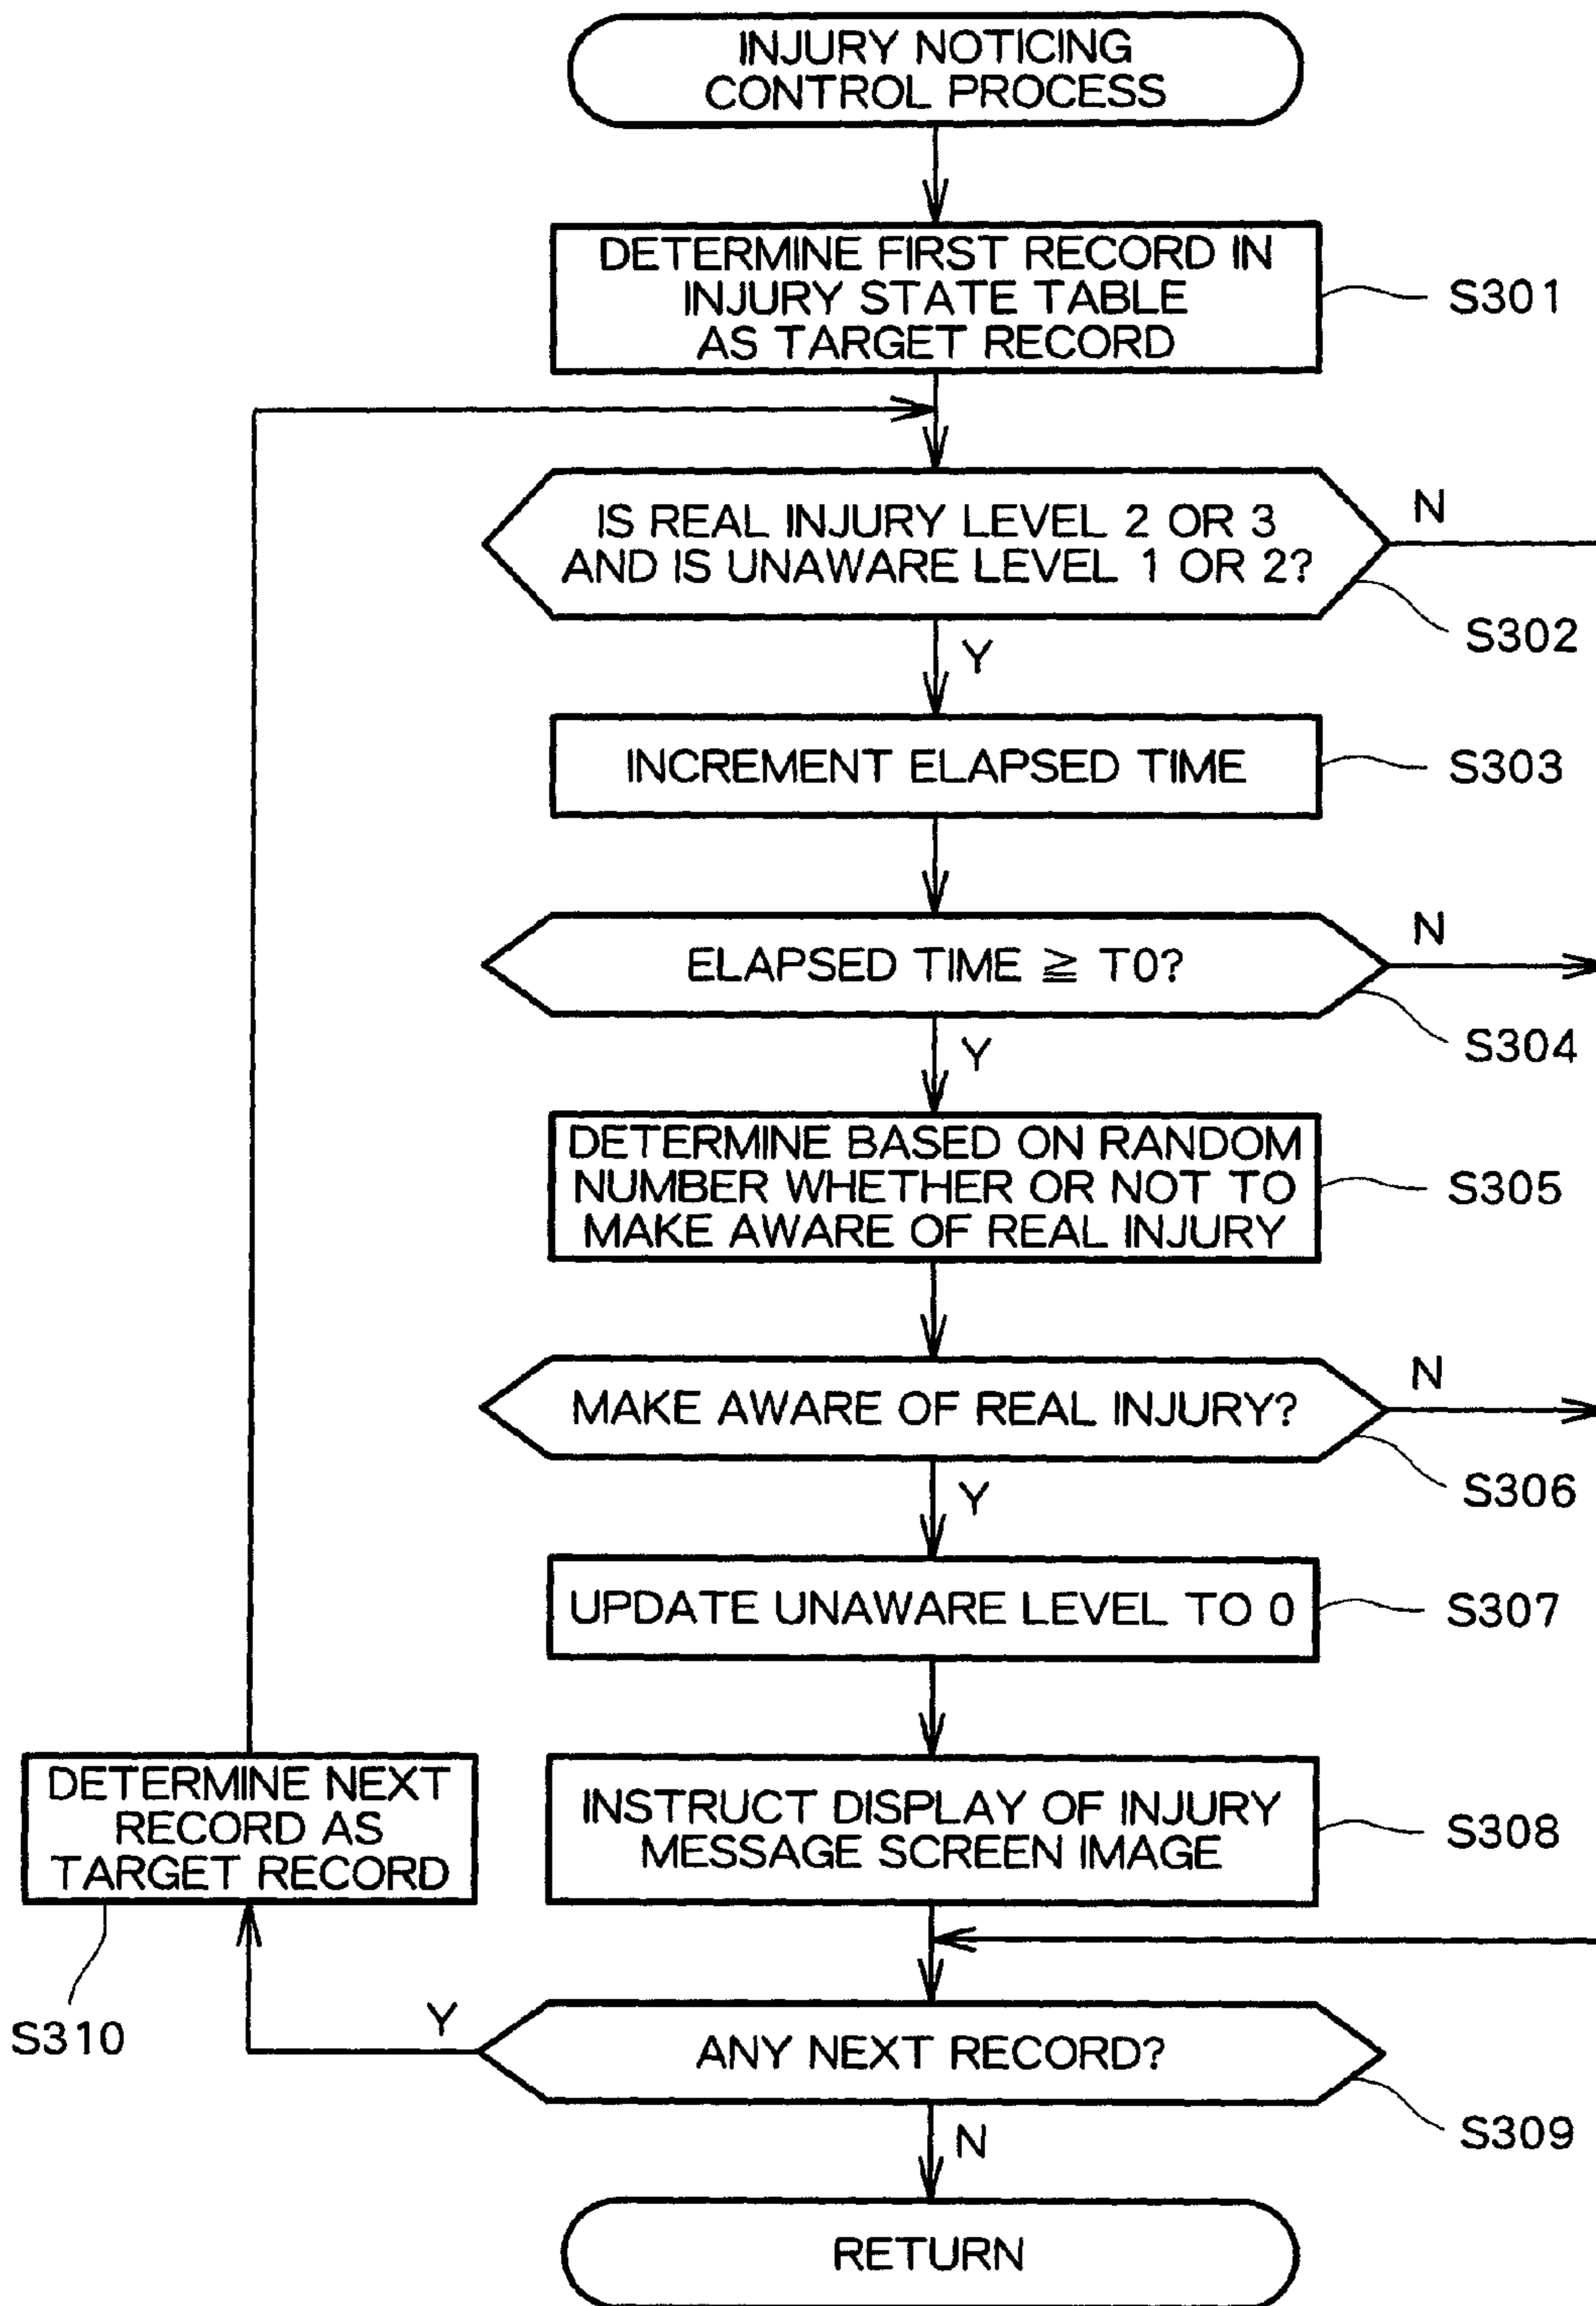 INJURY NOTICING
CONTROL PROCESS
DETERMINE FIRST RECORD IN
INJURY STATE TABLE
AS TARGET RECORD
S301
IS REAL INJURY LEVEL 2 OR 3
AND IS UNAWARE LEVEL 1 OR 2?
N
S302
Y
INCREMENT ELAPSED TIME
S303
ELAPSED TIME ≧ T0?
N
S304
Y
DETERMINE BASED ON RANDOM
NUMBER WHETHER OR NOT TO
MAKE AWARE OF REAL INJURY
S305
MAKE AWARE OF REAL INJURY?
N
S306
Y
UPDATE UNAWARE LEVEL TO 0
S307
INSTRUCT DISPLAY OF INJURY
MESSAGE SCREEN IMAGE
S308
DETERMINE NEXT
RECORD AS
TARGET RECORD
S310
Y
ANY NEXT RECORD?
S309
N
RETURN